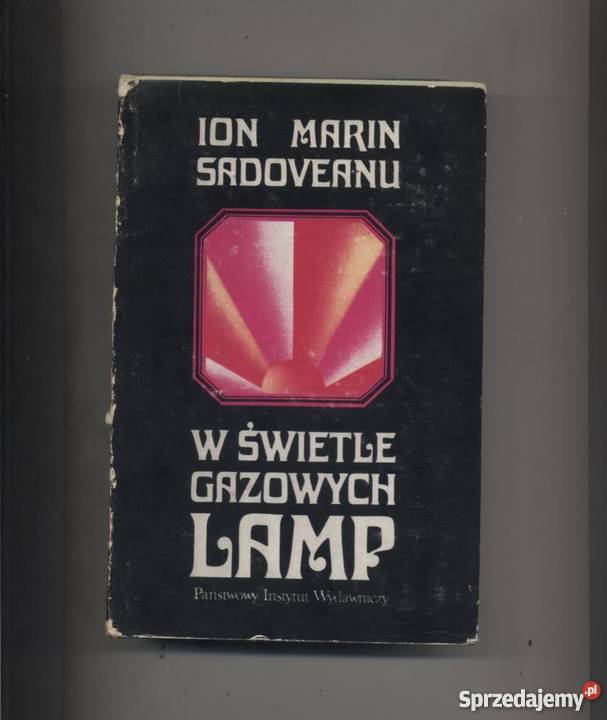 ION MARIN
SADOVEANU
W ŚWIETLE
GAZOWYCH
LAMP
Państwowy Instytut Wydawniczy
Sprzedajemy.pl